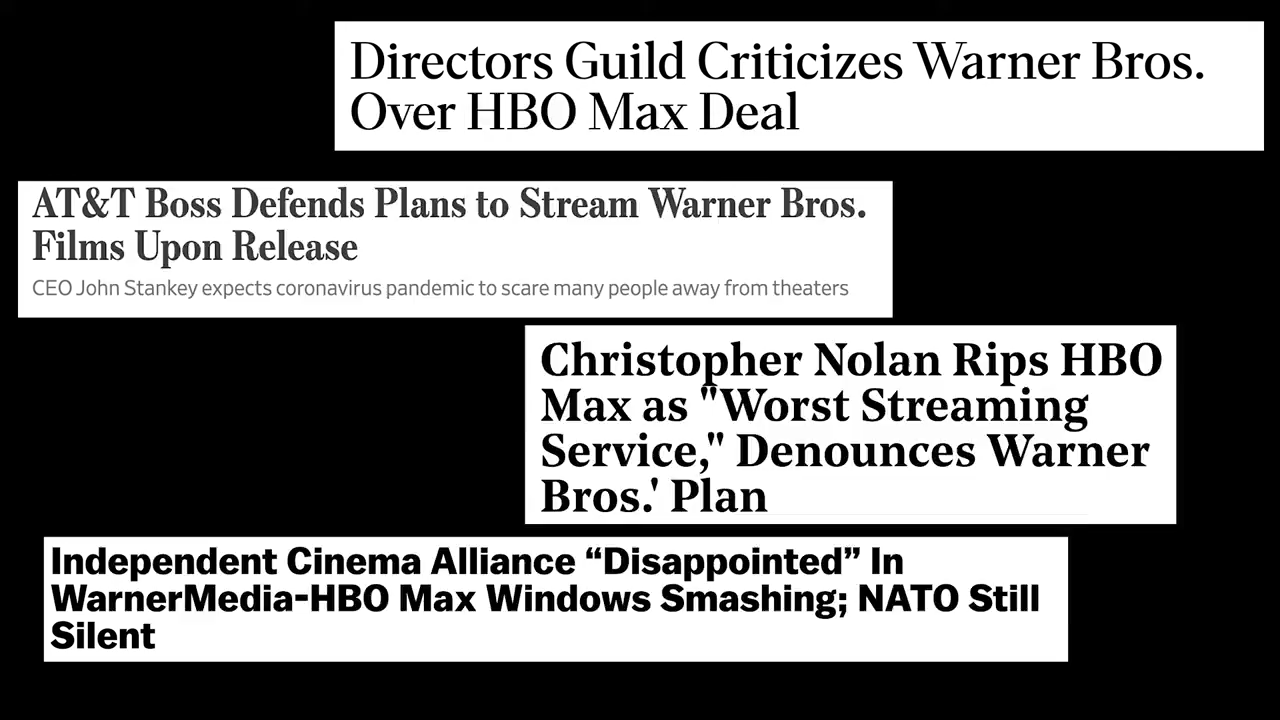 Directors Guild Criticizes Warner Bros.
Over HBO Max Deal
AT&T Boss Defends Plans to Stream Warner Bros.
Films Upon Release
CEO John Stankey expects coronavirus pandemic to scare many people away from theaters
Christopher Nolan Rips HBO
Max as "Worst Streaming
Service," Denounces Warner
Bros.' Plan
Independent Cinema Alliance “Disappointed” In
WarnerMedia-HBO Max Windows Smashing; NATO Still
Silent